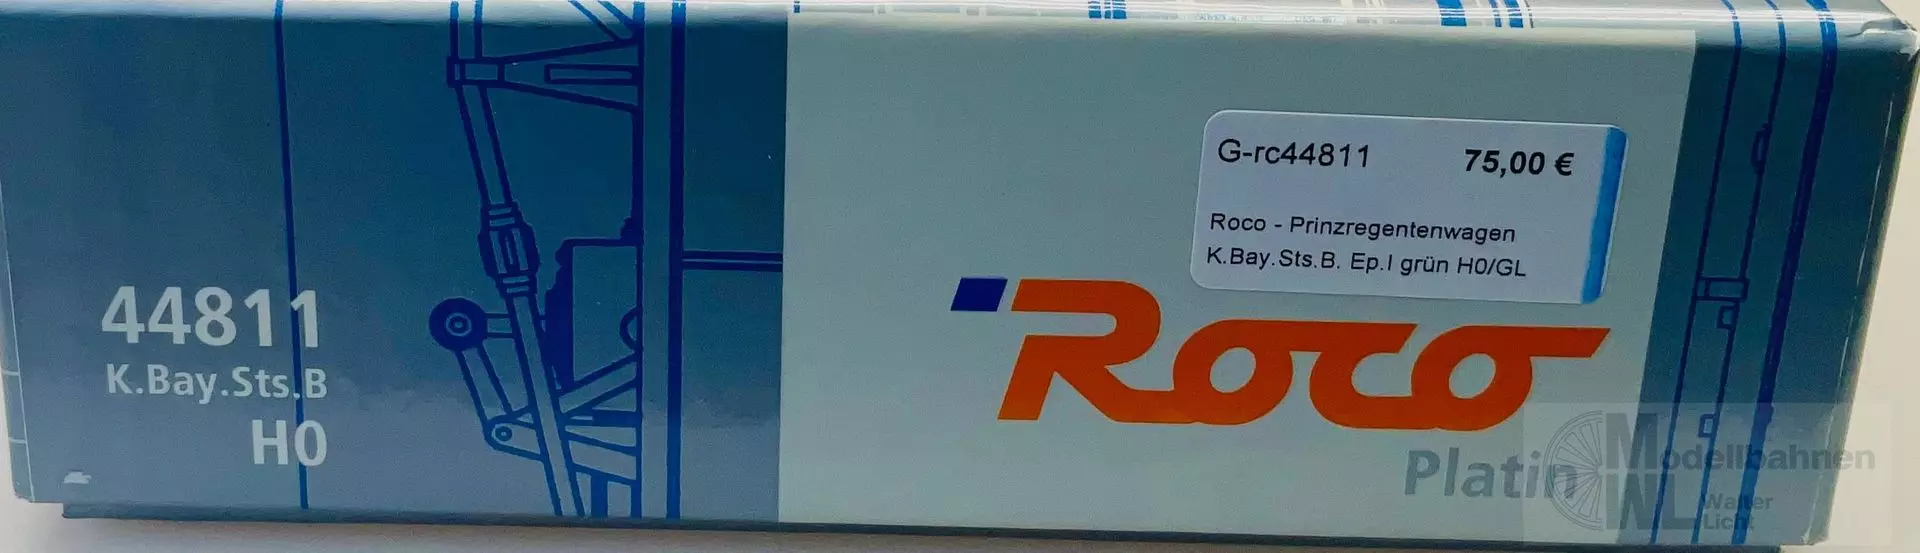 44811
K.Bay.Sts.B
H0
G-rc44811 75,00 €
Roco - Prinzregentenwagen
K.Bay.Sts.B. Ep.I grün H0/GL
Roco
Platin
Modellbahnen
WL Walter
Licht